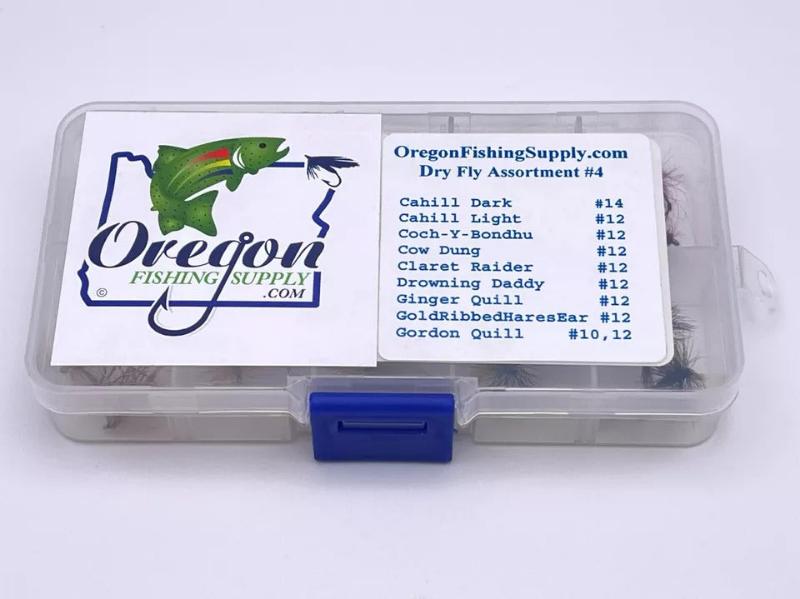 Oregon
FISHING SUPPLY
.COM
©
OregonFishingSupply.com
Dry Fly Assortment #4
Cahill Dark #14
Cahill Light #12
Coch-Y-Bondhu #12
Cow Dung #12
Claret Raider #12
Drowning Daddy #12
Ginger Quill #12
GoldRibbedHaresEar #12
Gordon Quill #10,12